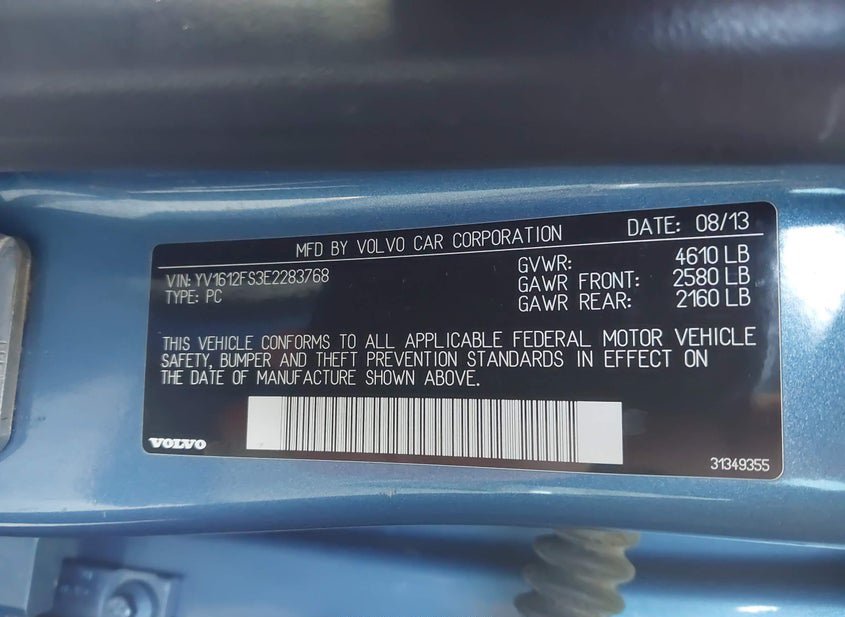 MFD BY VOLVO CAR CORPORATION DATE: 08/13
VIN: YV1612FS3E2283768 GVWR: 4610 LB
TYPE: PC GAWR FRONT: 2580 LB
GAWR REAR: 2160 LB
THIS VEHICLE CONFORMS TO ALL APPLICABLE FEDERAL MOTOR VEHICLE
SAFETY, BUMPER AND THEFT PREVENTION STANDARDS IN EFFECT ON
THE DATE OF MANUFACTURE SHOWN ABOVE.
VOLVO
31349355